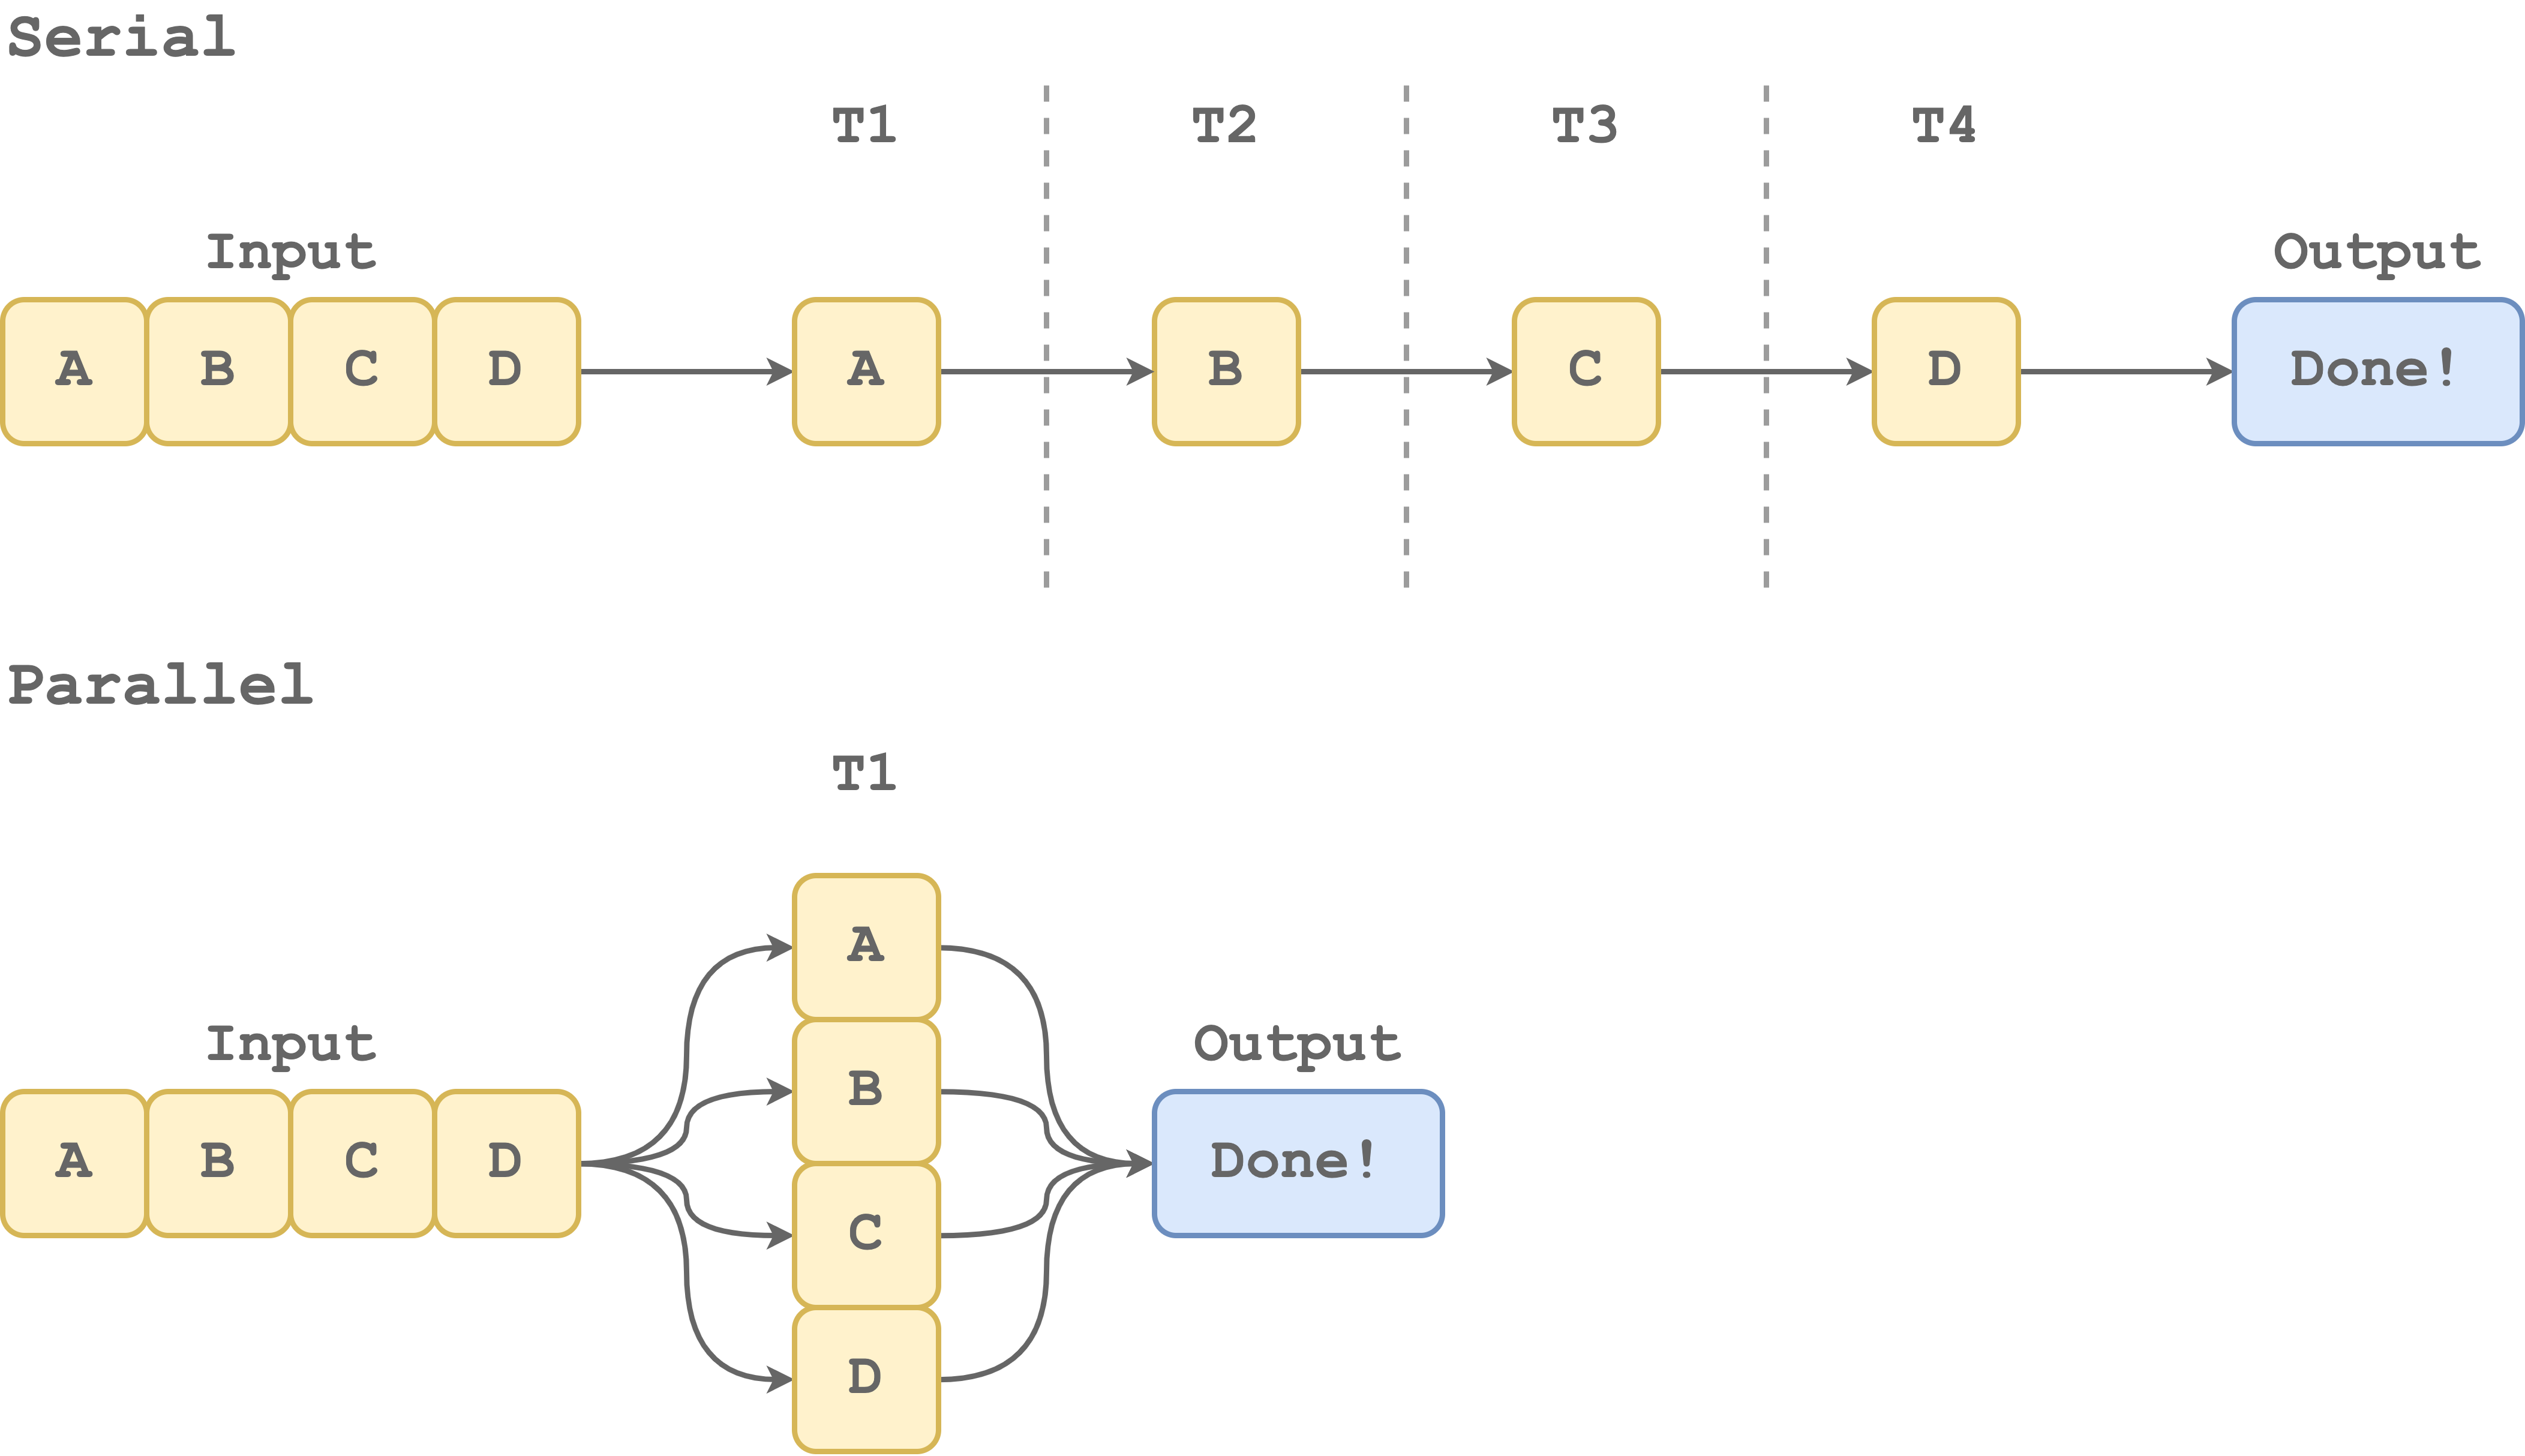 Serial
T1 T2 T3 T4
Input Output
A B C D A B C D Done!
Parallel
T1
A
Input Output
B
A B C D Done!
C
D